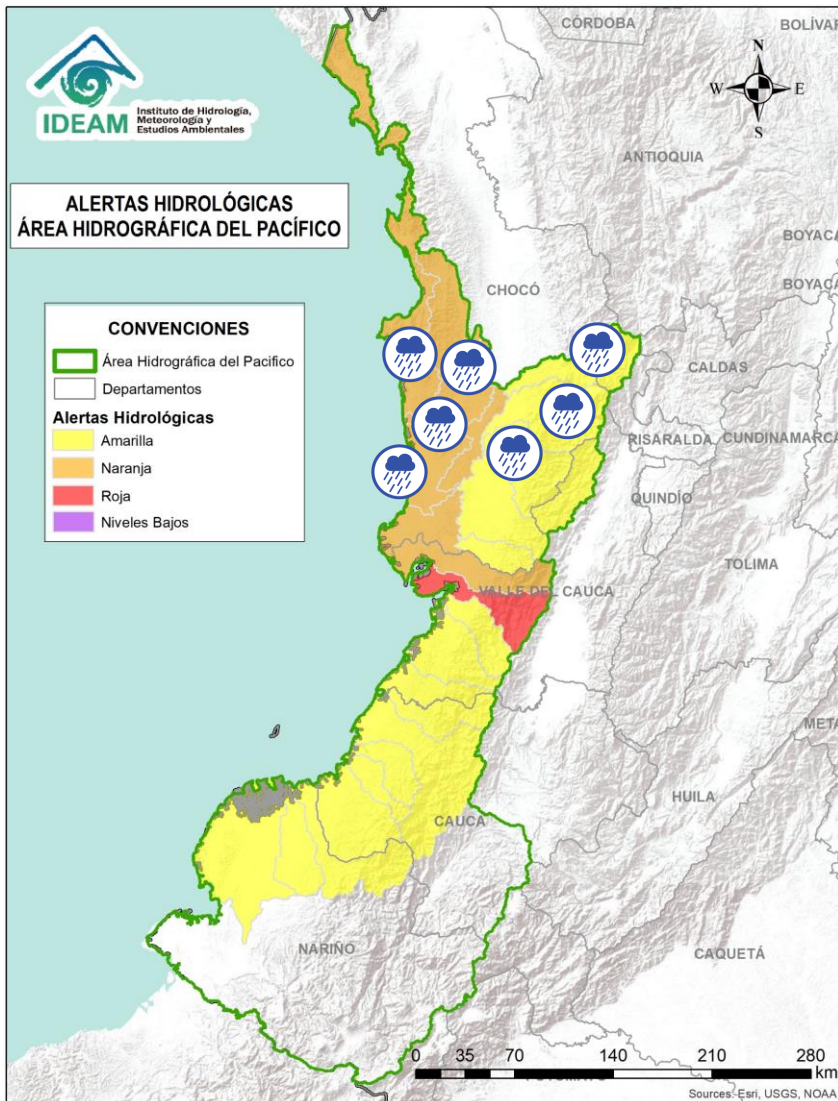 CÓRDOBA
BOLÍVAR
N
W
E
S
IDEAM
Instituto de Hidrología,
Meteorología y
Estudios Ambientales
ANTIOQUIA
ALERTAS HIDROLÓGICAS
ÁREA HIDROGRÁFICA DEL PACÍFICO
BOYACÁ
BOYACÁ
CHOCÓ
CONVENCIONES
Área Hidrográfica del Pacifico
Departamentos
Alertas Hidrológicas
Amarilla
Naranja
Roja
Niveles Bajos
CALDAS
RISARALDA
CUNDINAMARCA
QUINDÍO
TOLIMA
VALLE DEL CAUCA
META
HUILA
CAUCA
NARIÑO
CAQUETÁ
0 35 70 140 210 280
km
Sources: Esri, USGS, NOAA